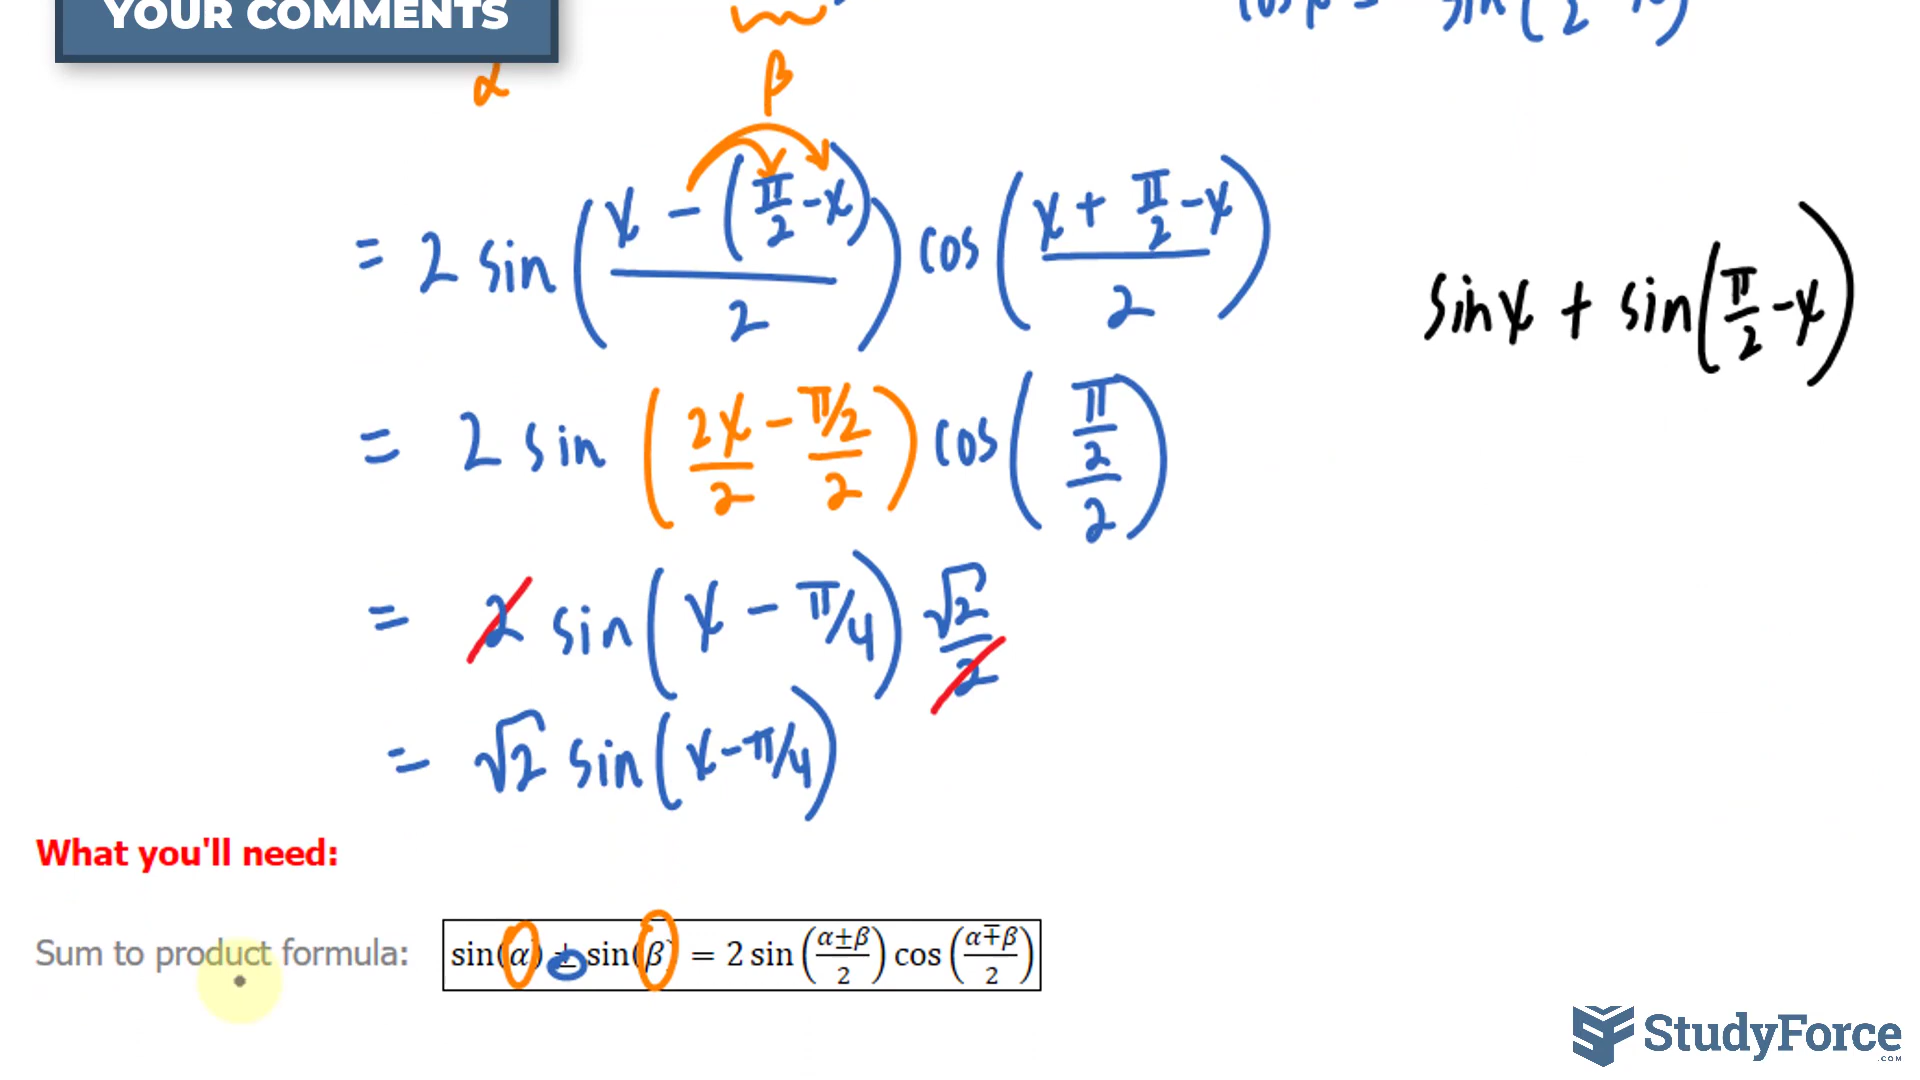 YOUR COMMENTS
α
β
= 2 sin((x - (π/2 - x))/2) cos((x + π/2 - x)/2)
sin x + sin(π/2 - x)
= 2 sin(2x/2 - (π/2)/2) cos((π/2)/2)
= 2 sin(x - π/4) √2/2
= √2 sin(x - π/4)
What you'll need:
Sum to product formula: sin(α) ± sin(β) = 2 sin((α±β)/2) cos((α∓β)/2)
StudyForce
.COM